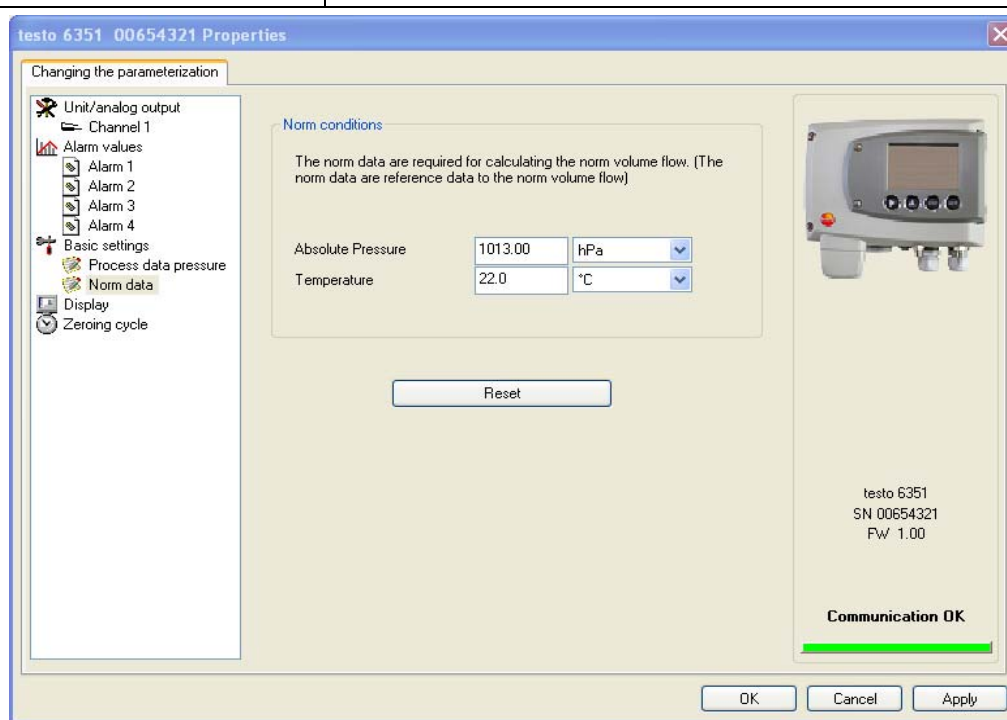 testo 6351 00654321 Properties
Changing the parameterization
Unit/analog output
Channel 1
Alarm values
Alarm 1
Alarm 2
Alarm 3
Alarm 4
Basic settings
Process data pressure
Norm data
Display
Zeroing cycle
Norm conditions
The norm data are required for calculating the norm volume flow. (The
norm data are reference data to the norm volume flow)
Absolute Pressure 1013.00 hPa
Temperature 22.0 °C
Reset
testo 6351
SN 00654321
FW 1.00
Communication OK
OK Cancel Apply